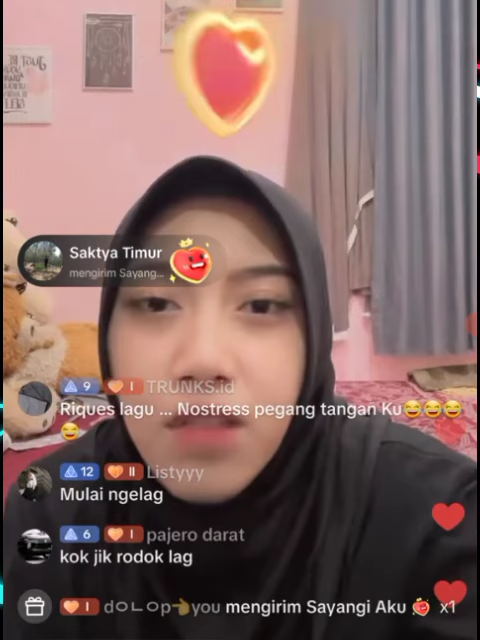 Saktya Timur
mengirim Sayang...
9 I TRUNKS.id
Riques lagu ... Nostress pegang tangan Ku😂😂😂
😂
12 II Listyyy
Mulai ngelag
6 I pajero darat
kok jik rodok lag
I dOLOp👈you mengirim Sayangi Aku x1